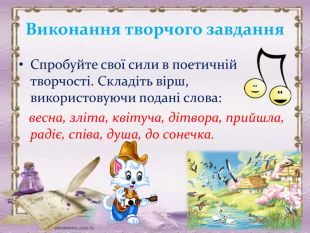 Виконання творчого завдання
• Спробуйте свої сили в поетичній
творчості. Складіть вірш,
використовуючи подані слова:
весна, зліта, квітуча, дітвора, прийшла,
радіє, співа, душа, до сонечка.